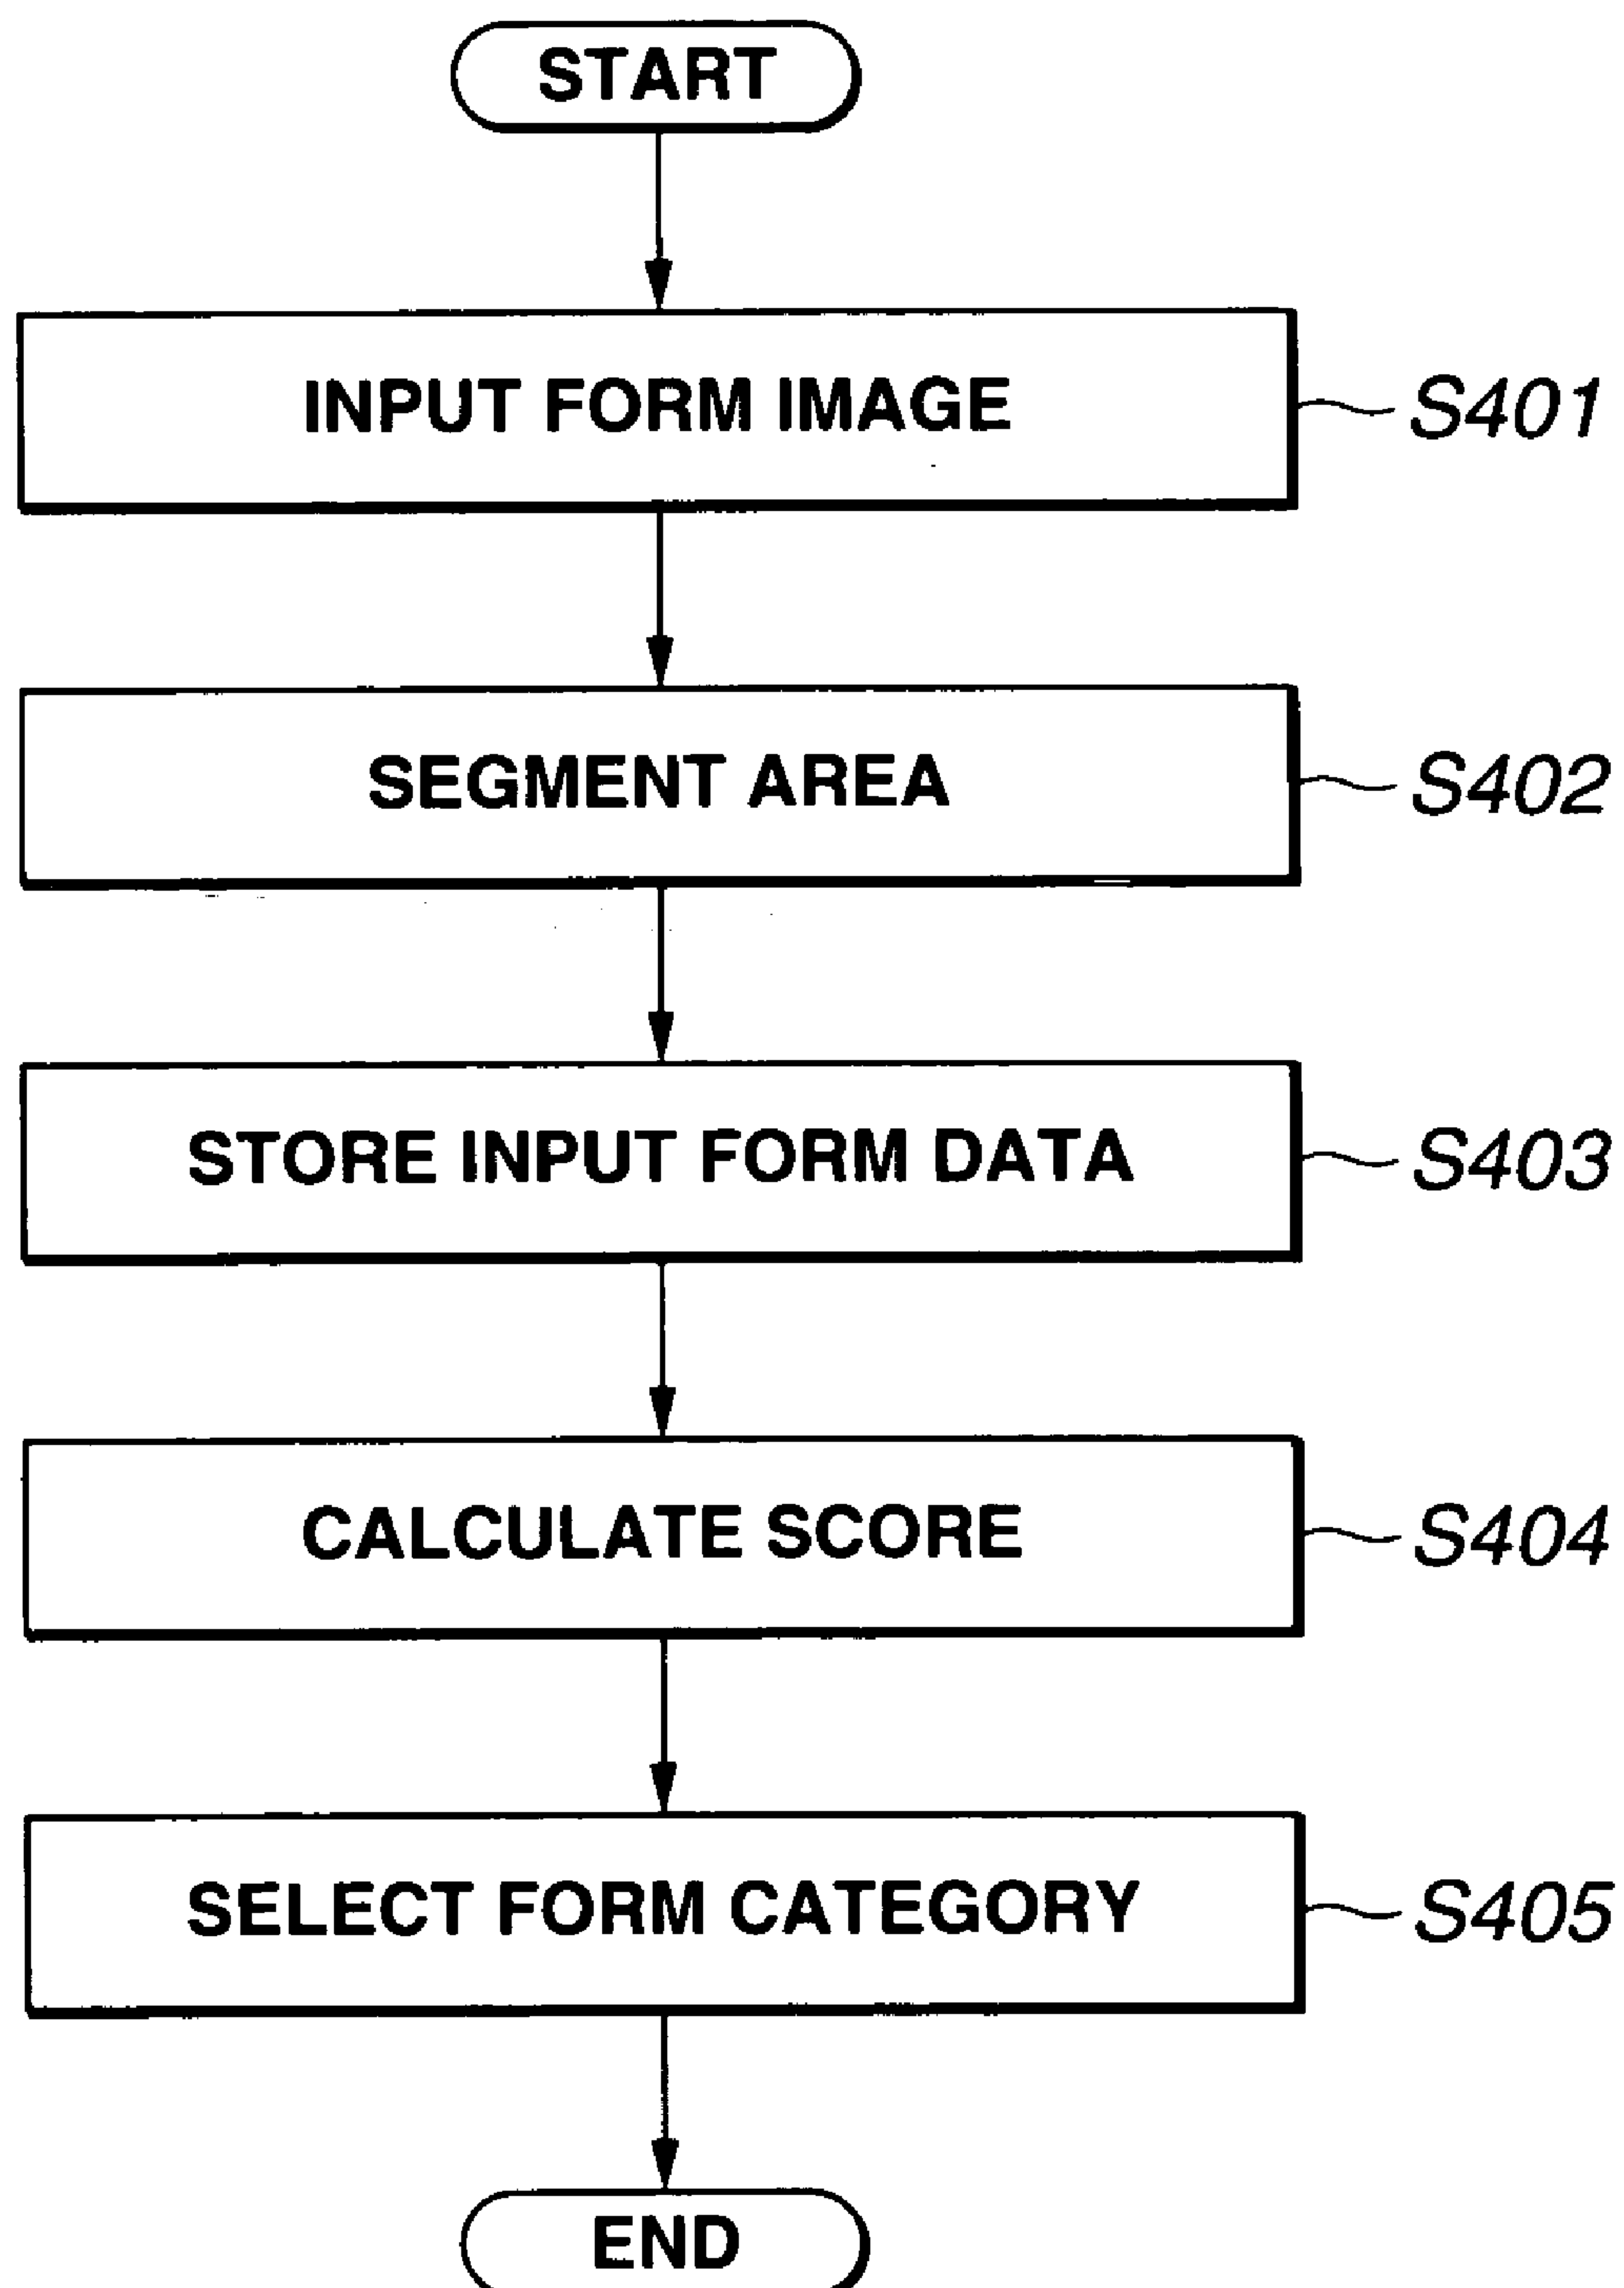 START
INPUT FORM IMAGE
S401
SEGMENT AREA
S402
STORE INPUT FORM DATA
S403
CALCULATE SCORE
S404
SELECT FORM CATEGORY
S405
END